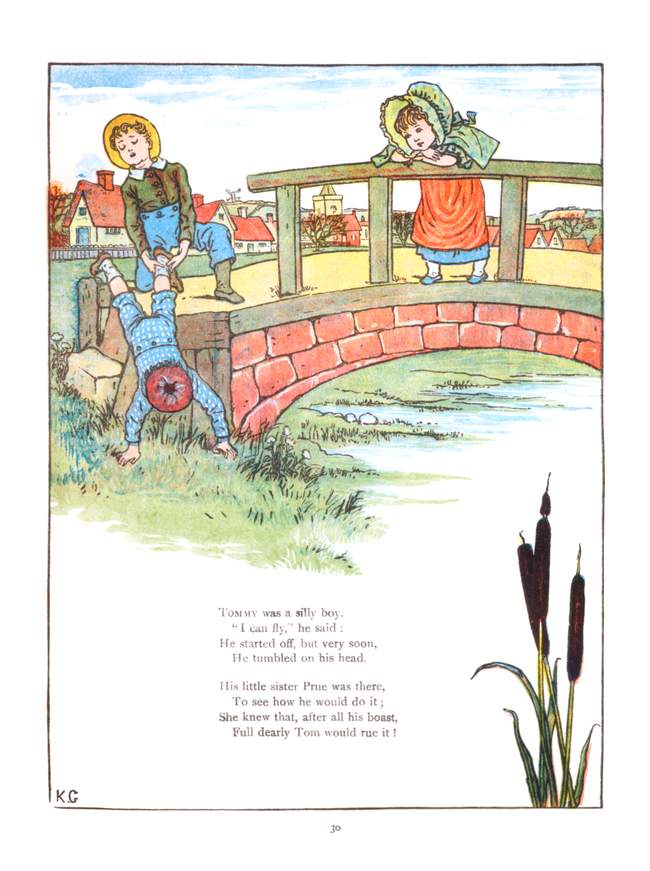 TOMMY was a silly boy.
"I can fly," he said:
He started off, but very soon,
He tumbled on his head.
His little sister Prue was there,
To see how he would do it;
She knew that, after all his boast,
Full dearly Tom would rue it!
K.G
30